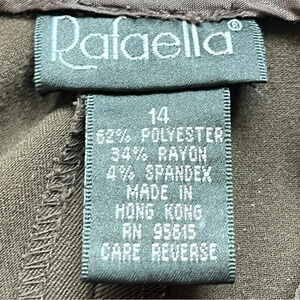 Rafaella®
14
62% POLYESTER
34% RAYON
4% SPANDEX
MADE IN
HONG KONG
RN 95615
CARE REVERSE